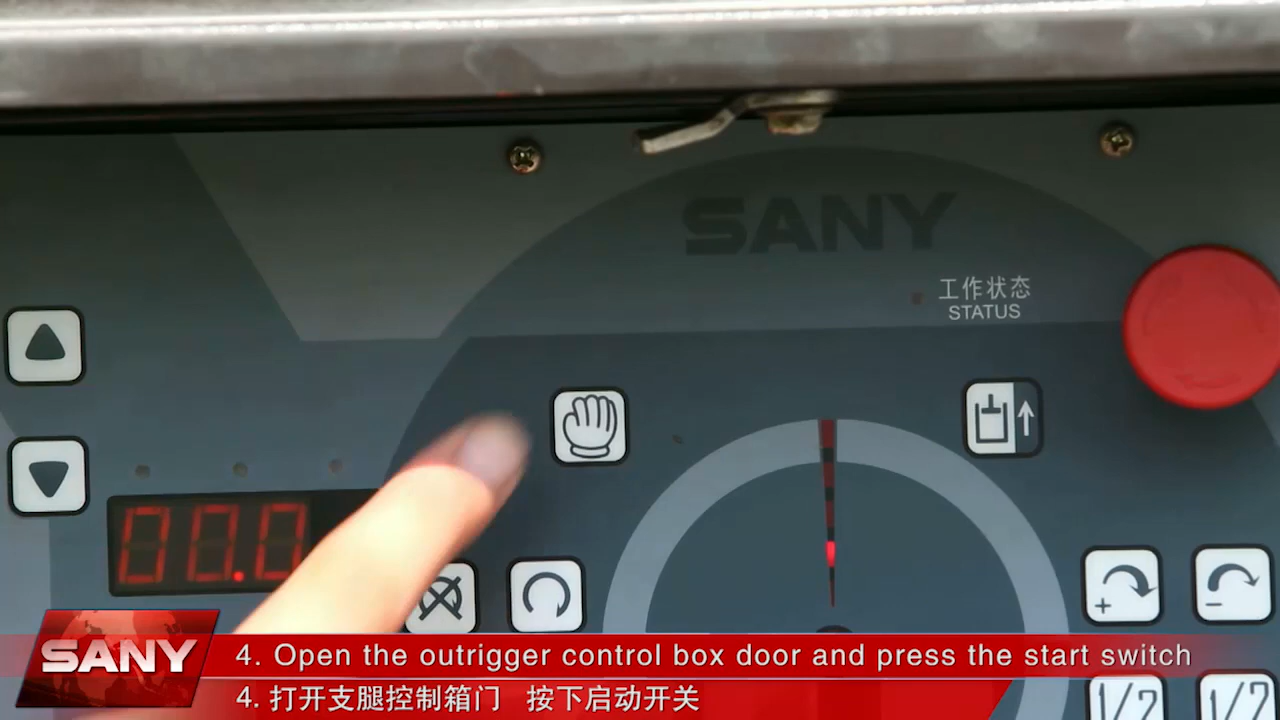 SANY
工作状态
STATUS
00.0
+
−
1/2
1/2
SANY
4. Open the outrigger control box door and press the start switch
4. 打开支腿控制箱门 按下启动开关